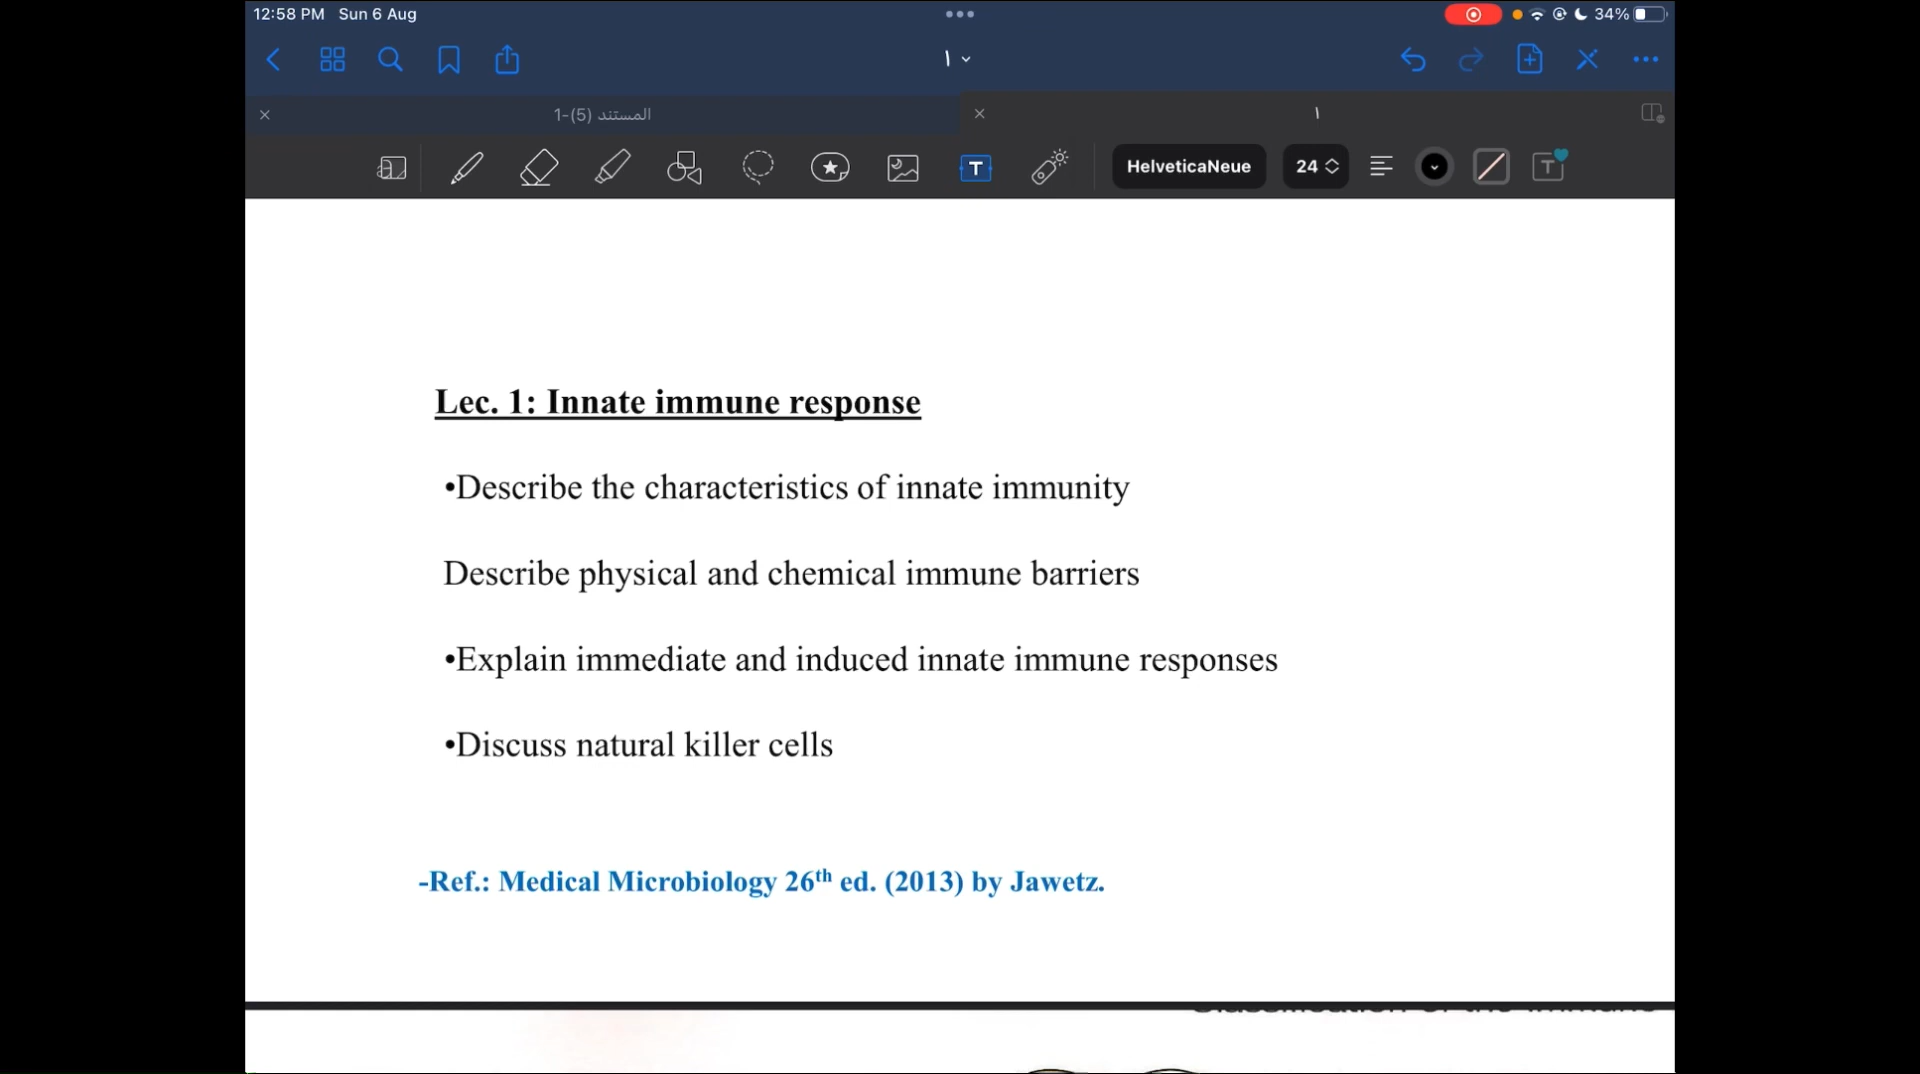 12:58 PM Sun 6 Aug
34%
١
المستند (5)-1
١
HelveticaNeue 24
Lec. 1: Innate immune response
•Describe the characteristics of innate immunity
Describe physical and chemical immune barriers
•Explain immediate and induced innate immune responses
•Discuss natural killer cells
-Ref.: Medical Microbiology 26th ed. (2013) by Jawetz.